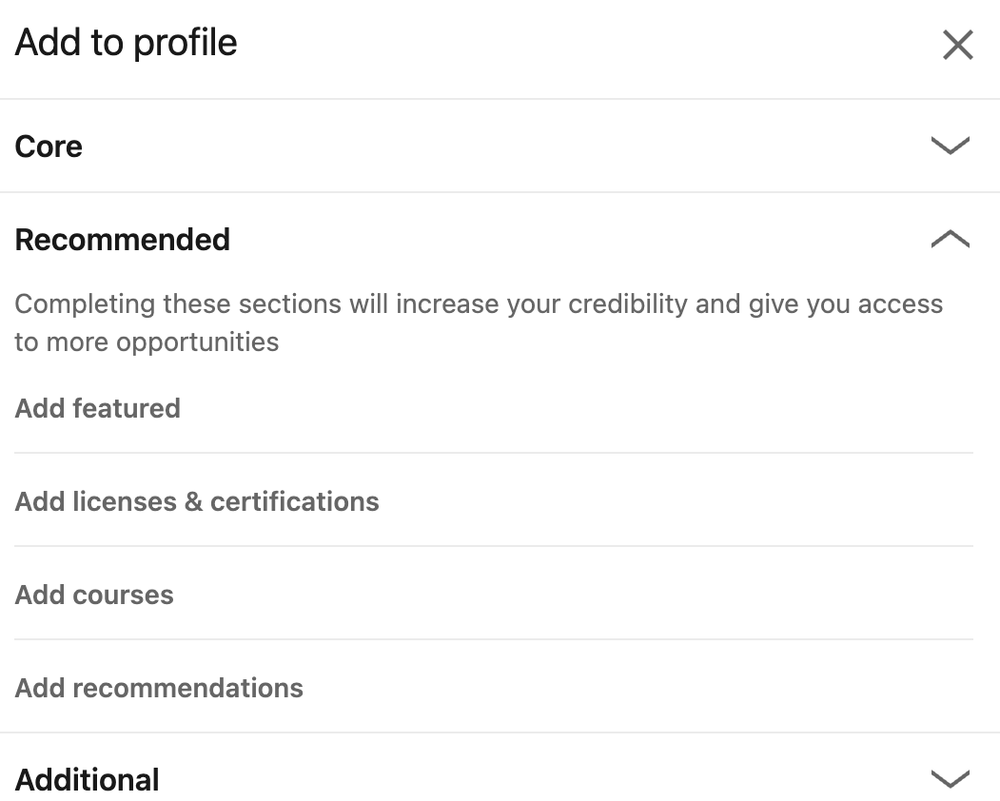 Add to profile
Core
Recommended
Completing these sections will increase your credibility and give you access
to more opportunities
Add featured
Add licenses & certifications
Add courses
Add recommendations
Additional